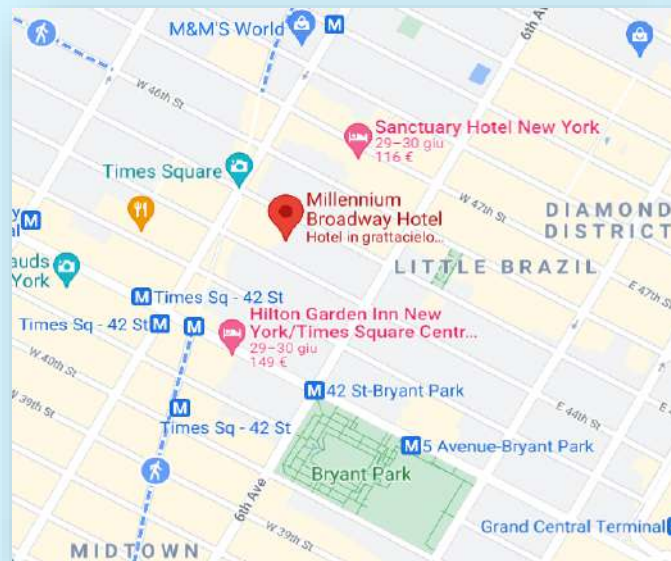 M&M'S World
6th Ave
W 46th St
Sanctuary Hotel New York
29–30 giu
116 €
Times Square
Millennium
Broadway Hotel
Hotel in grattacielo...
W 47th St
DIAMOND
DISTRICT
LITTLE BRAZIL
E 47th St
auds
York
Times Sq - 42 St
Times Sq - 42 St
Hilton Garden Inn New
York/Times Square Centr...
29–30 giu
149 €
W 40th St
W 39th St
42 St-Bryant Park
E 44th St
Times Sq - 42 St
5 Avenue-Bryant Park
Bryant Park
6th Ave
W 39th St
Grand Central Terminal
MIDTOWN